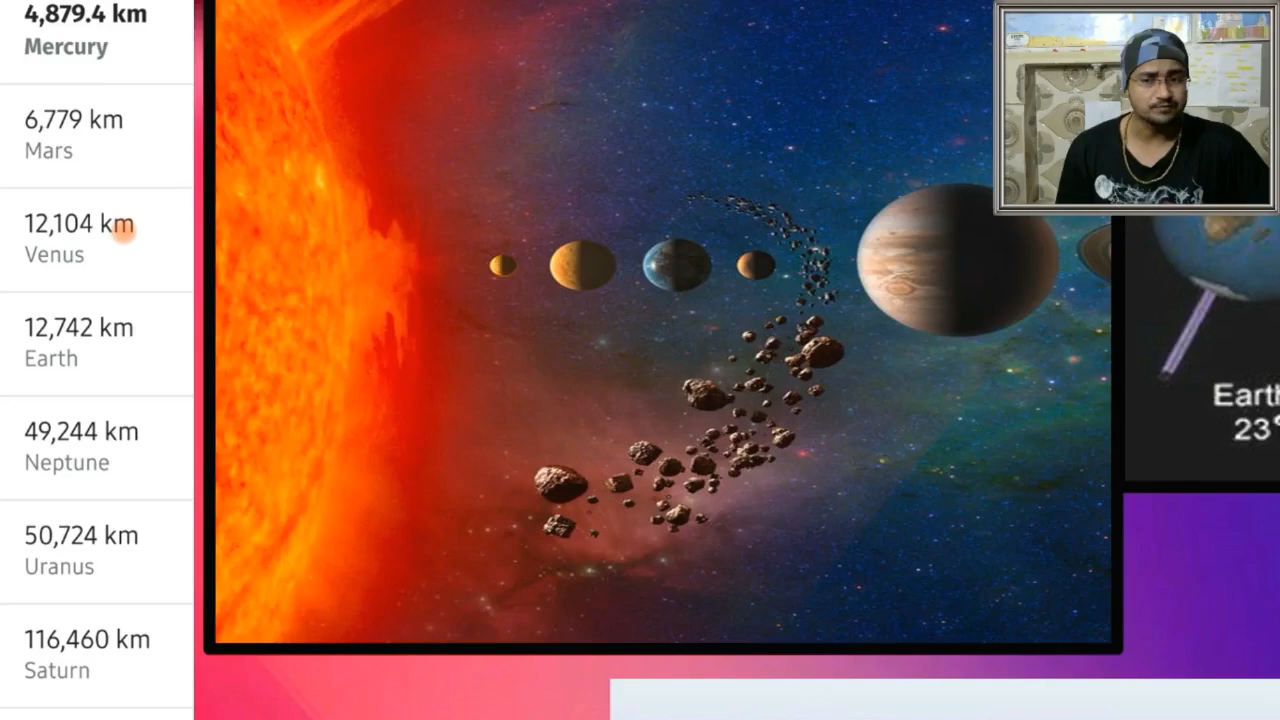 4,879.4 km
Mercury
6,779 km
Mars
12,104 km
Venus
12,742 km
Earth
49,244 km
Neptune
50,724 km
Uranus
116,460 km
Saturn
Earth
23°